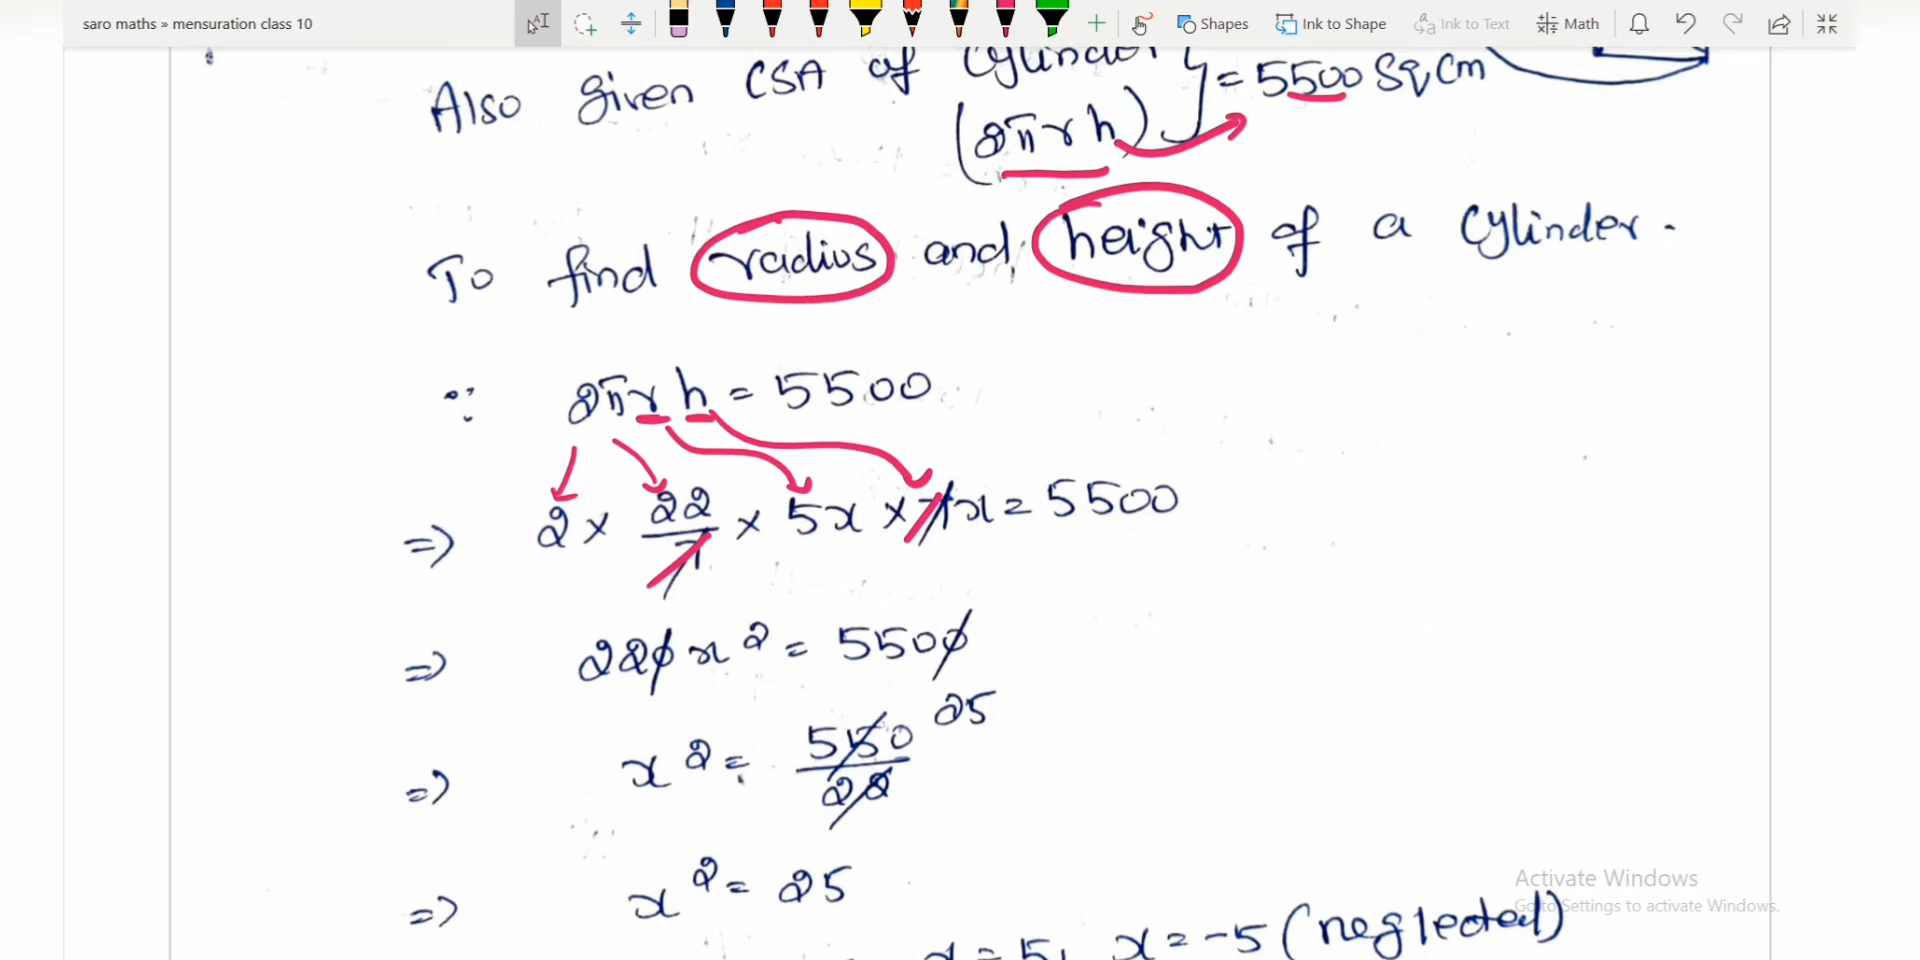 saro maths » mensuration class 10
Shapes Ink to Shape Ink to Text Math
Also given CSA of Cylinder
(2πrh) } = 5500 Sq Cm
To find radius and height of a Cylinder.
∵ 2πrh = 5500
=> 2 × 22/7 × 5x × 7x = 5500
=> 220x² = 5500
=> x² = 550/22 25
=> x² = 25
x = 5, x = -5 (neglected)
Activate Windows
Go to Settings to activate Windows.